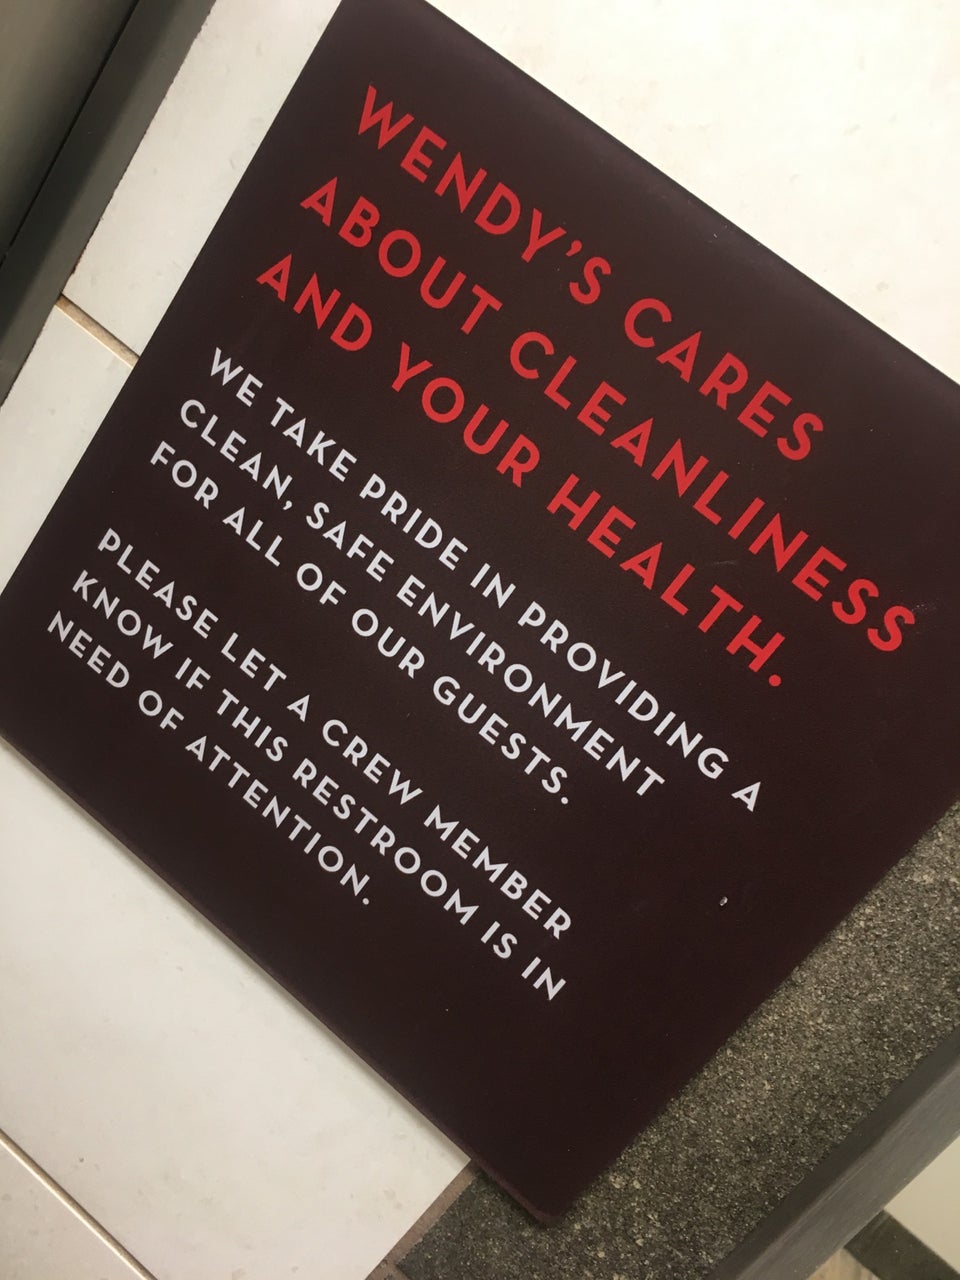 WENDY'S CARES
ABOUT CLEANLINESS
AND YOUR HEALTH.
WE TAKE PRIDE IN PROVIDING A
CLEAN, SAFE ENVIRONMENT
FOR ALL OF OUR GUESTS.
PLEASE LET A CREW MEMBER
KNOW IF THIS RESTROOM IS IN
NEED OF ATTENTION.